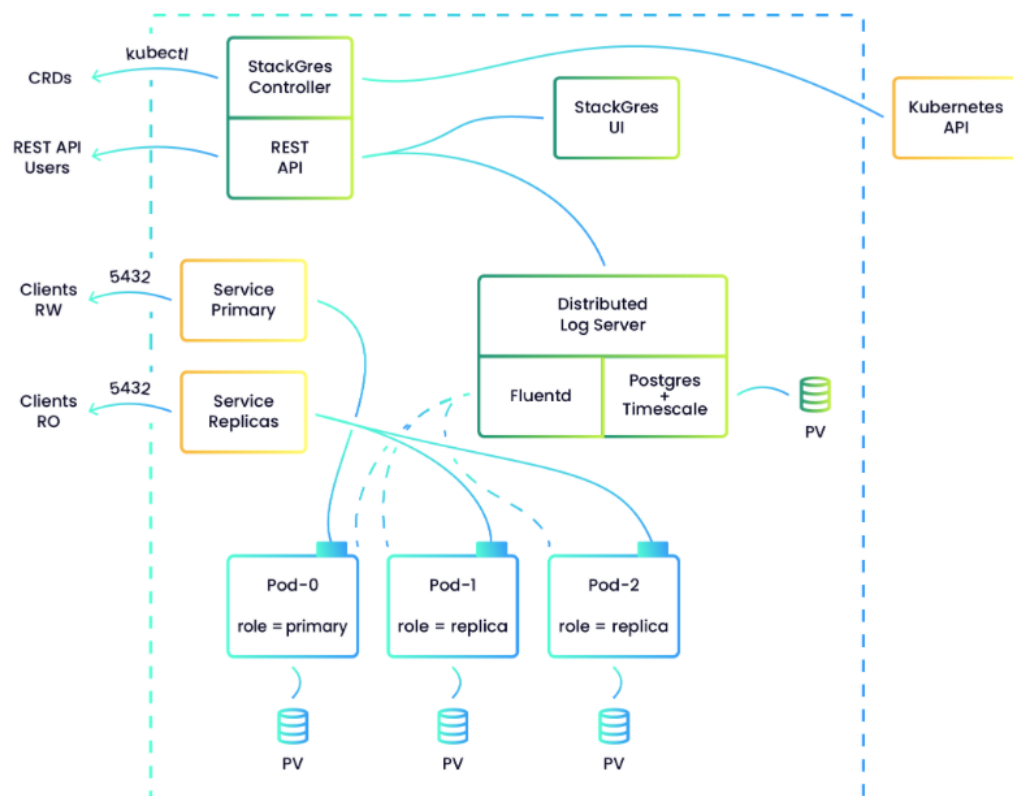 kubectl
CRDs
StackGres
Controller
StackGres
UI
Kubernetes
API
REST API
Users
REST
API
5432
Clients
RW
Service
Primary
Distributed
Log Server
5432
Clients
RO
Service
Replicas
Fluentd
Postgres
+
Timescale
PV
Pod-0
role = primary
Pod-1
role = replica
Pod-2
role = replica
PV
PV
PV